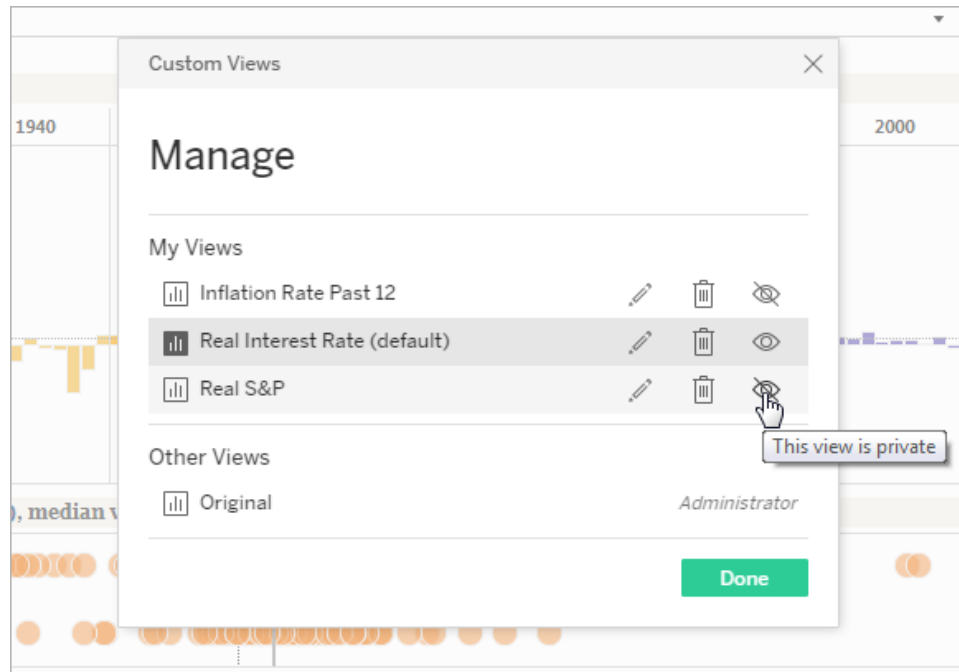 Custom Views
1940
2000
Manage
My Views
Inflation Rate Past 12
Real Interest Rate (default)
Real S&P
This view is private
Other Views
Original
Administrator
), median v
Done